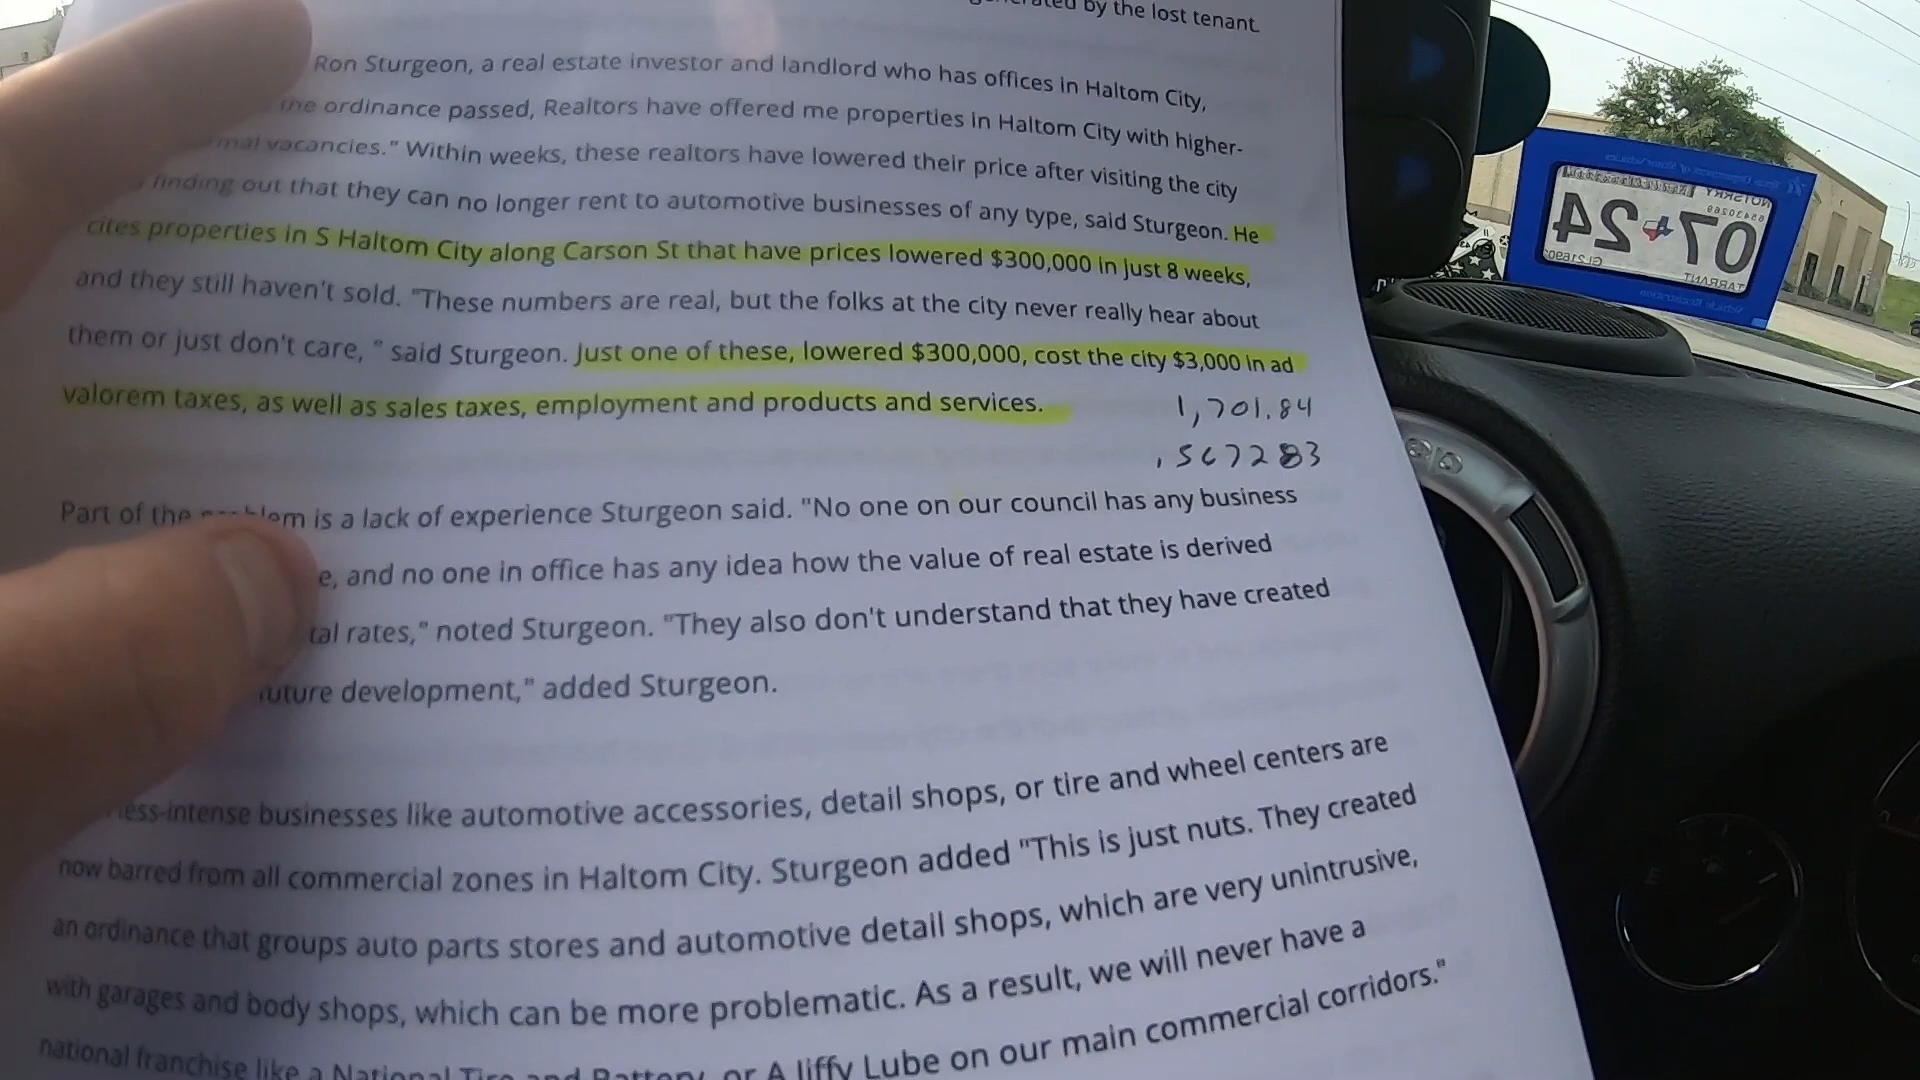 by the lost tenant.
Ron Sturgeon, a real estate investor and landlord who has offices in Haltom City,
the ordinance passed, Realtors have offered me properties in Haltom City with higher-
vacancies." Within weeks, these realtors have lowered their price after visiting the city
finding out that they can no longer rent to automotive businesses of any type, said Sturgeon. He
cites properties in S Haltom City along Carson St that have prices lowered $300,000 in just 8 weeks,
and they still haven't sold. "These numbers are real, but the folks at the city never really hear about
them or just don't care, " said Sturgeon. Just one of these, lowered $300,000, cost the city $3,000 in ad
valorem taxes, as well as sales taxes, employment and products and services.
1,701.84
.567283
Part of the is a lack of experience Sturgeon said. "No one on our council has any business
e, and no one in office has any idea how the value of real estate is derived
tal rates," noted Sturgeon. "They also don't understand that they have created
uture development," added Sturgeon.
ess-intense businesses like automotive accessories, detail shops, or tire and wheel centers are
now barred from all commercial zones in Haltom City. Sturgeon added "This is just nuts. They created
an ordinance that groups auto parts stores and automotive detail shops, which are very unintrusive,
with garages and body shops, which can be more problematic. As a result, we will never have a
national franchise like a National Tire and Battery, or A Jiffy Lube on our main commercial corridors."
07 24
TARRANT
E